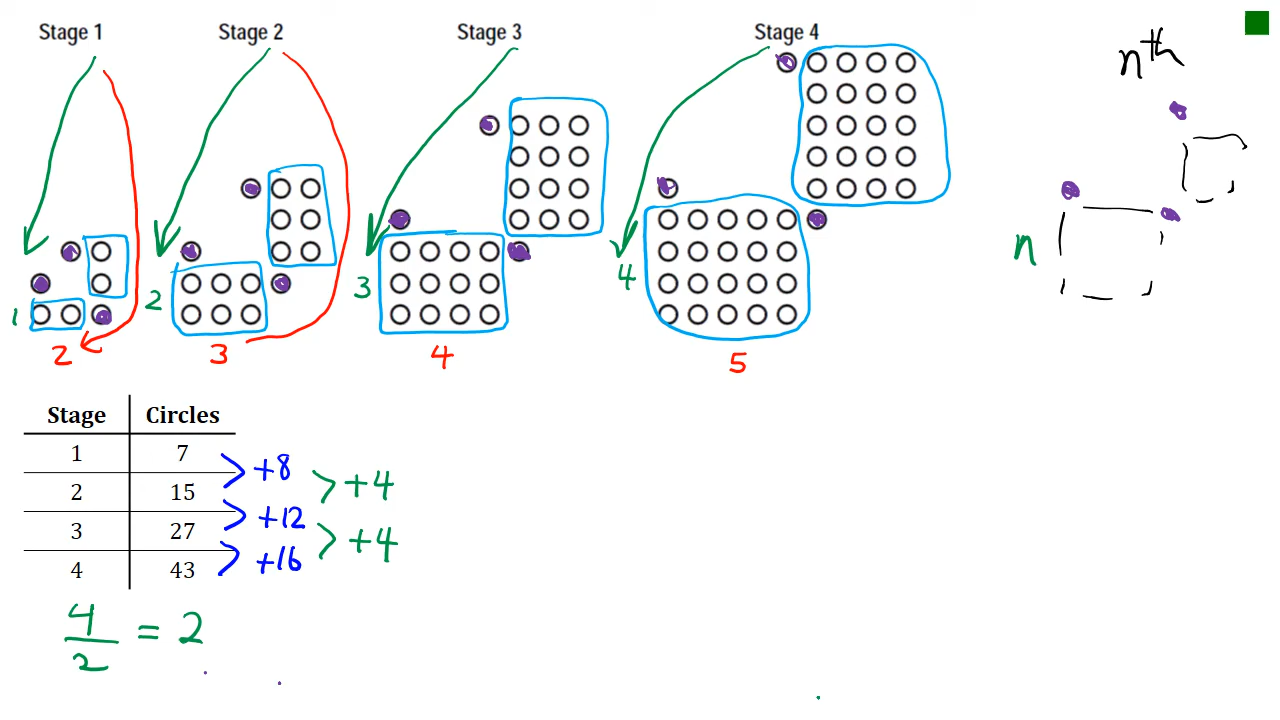 Stage 1
Stage 2
Stage 3
Stage 4
nth
n
1
2
3
4
2
3
4
5
Stage Circles
1 7
2 15
3 27
4 43
+8
+12
+16
+4
+4
4/2 = 2